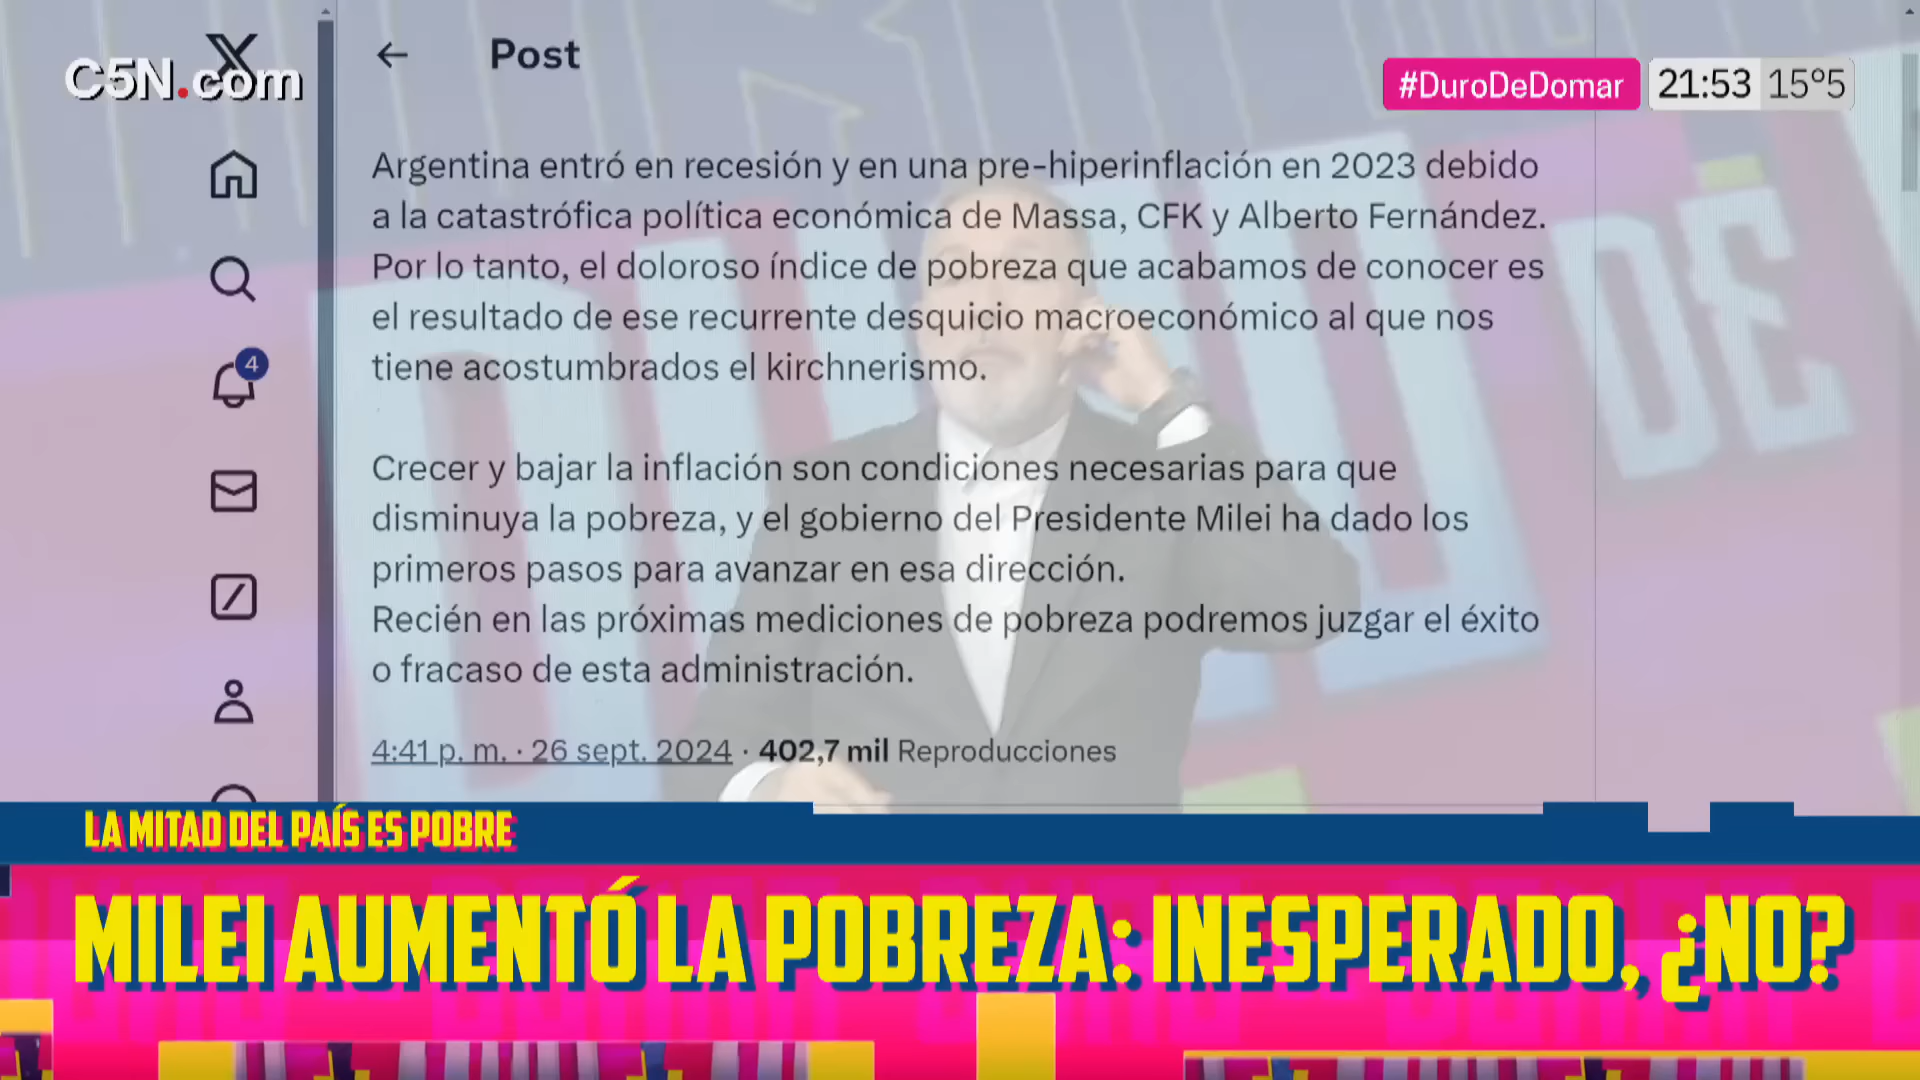 C5N.com
Post
#DuroDeDomar
21:53 15°5
4
Argentina entró en recesión y en una pre-hiperinflación en 2023 debido
a la catastrófica política económica de Massa, CFK y Alberto Fernández.
Por lo tanto, el doloroso índice de pobreza que acabamos de conocer es
el resultado de ese recurrente desquicio macroeconómico al que nos
tiene acostumbrados el kirchnerismo.
Crecer y bajar la inflación son condiciones necesarias para que
disminuya la pobreza, y el gobierno del Presidente Milei ha dado los
primeros pasos para avanzar en esa dirección.
Recién en las próximas mediciones de pobreza podremos juzgar el éxito
o fracaso de esta administración.
4:41 p. m. · 26 sept. 2024 · 402,7 mil Reproducciones
LA MITAD DEL PAÍS ES POBRE
MILEI AUMENTÓ LA POBREZA: INESPERADO, ¿NO?